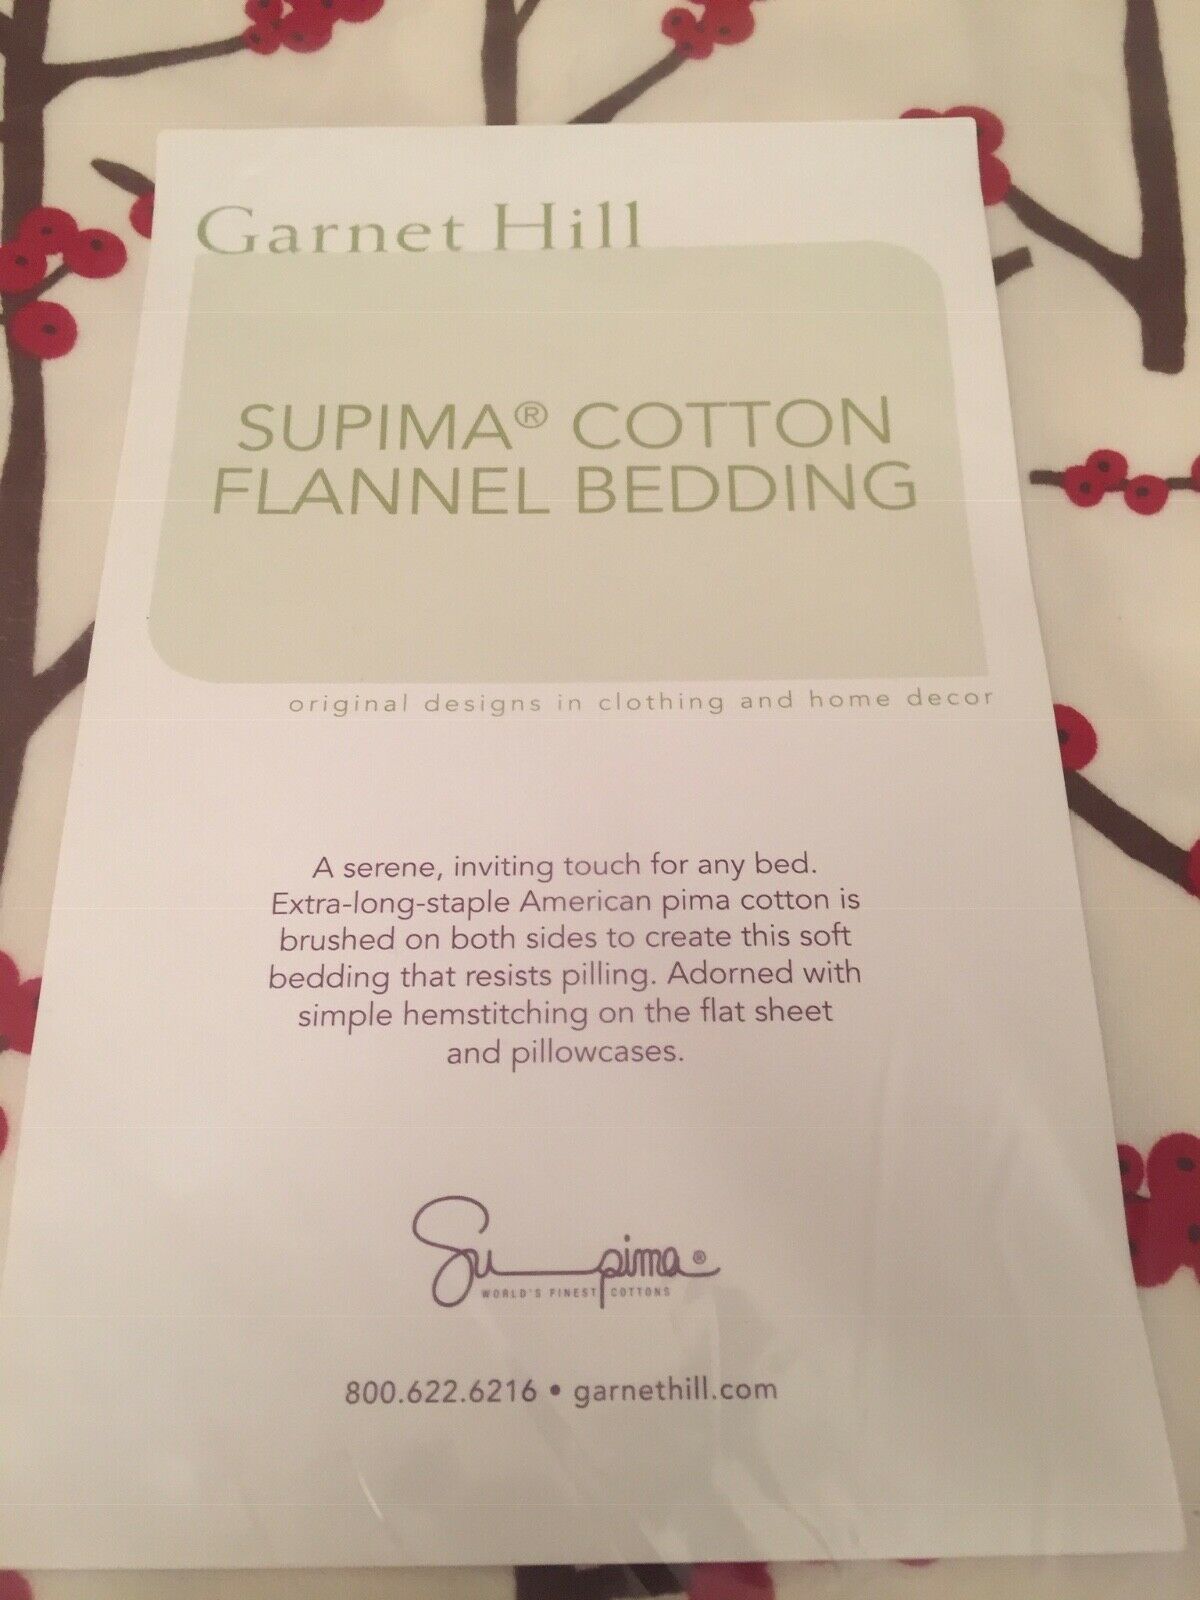 Garnet Hill
SUPIMA® COTTON
FLANNEL BEDDING
original designs in clothing and home decor
A serene, inviting touch for any bed.
Extra-long-staple American pima cotton is
brushed on both sides to create this soft
bedding that resists pilling. Adorned with
simple hemstitching on the flat sheet
and pillowcases.
Supima®
WORLD'S FINEST COTTONS
800.622.6216 • garnethill.com